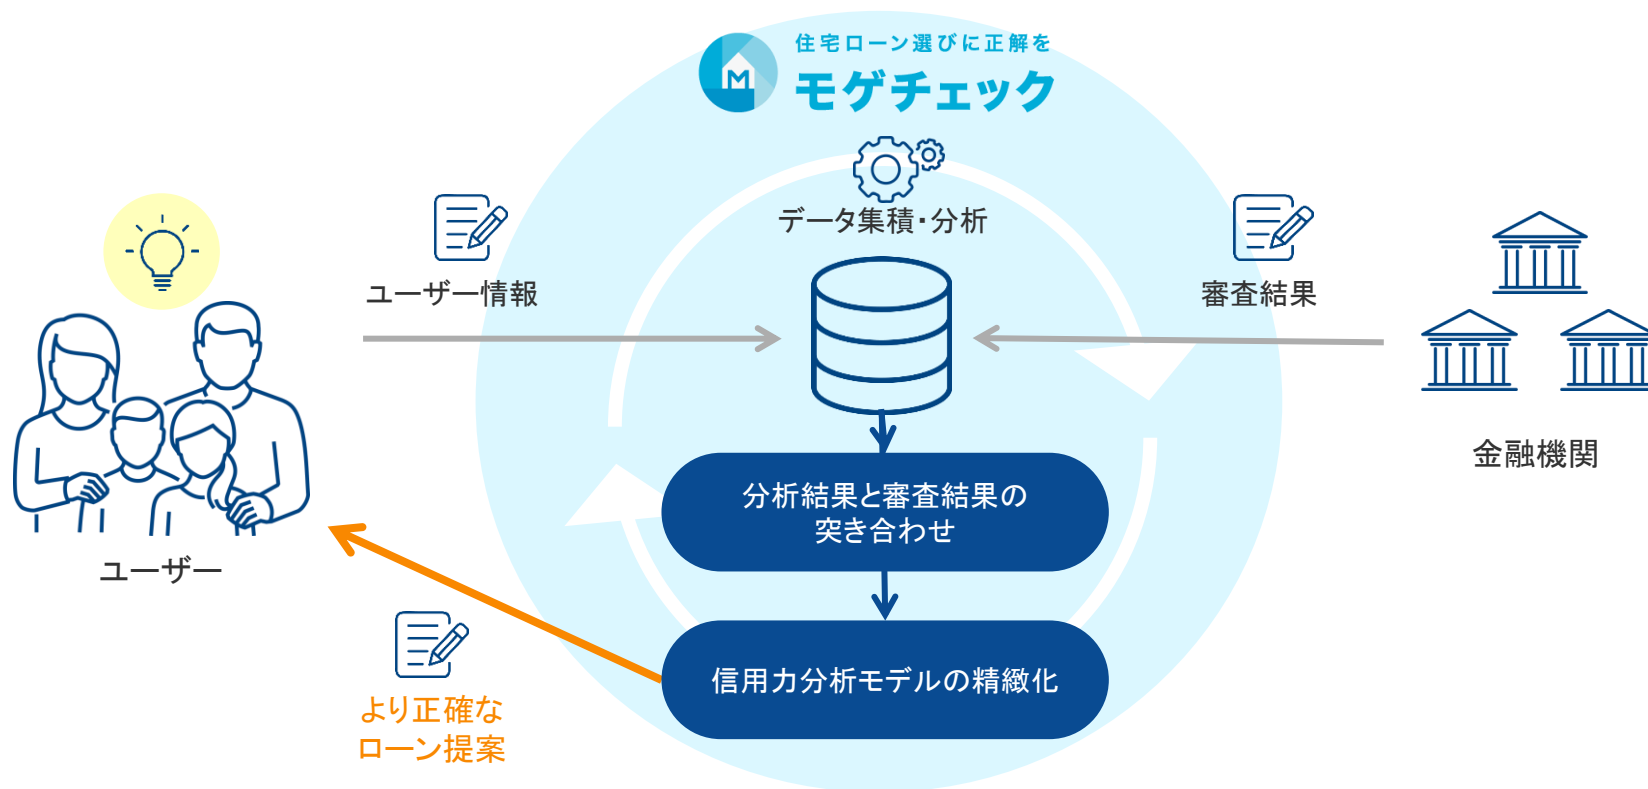 住宅ローン選びに正解を
モゲチェック
データ集積・分析
ユーザー情報
審査結果
金融機関
分析結果と審査結果の
突き合わせ
ユーザー
信用力分析モデルの精緻化
より正確な
ローン提案